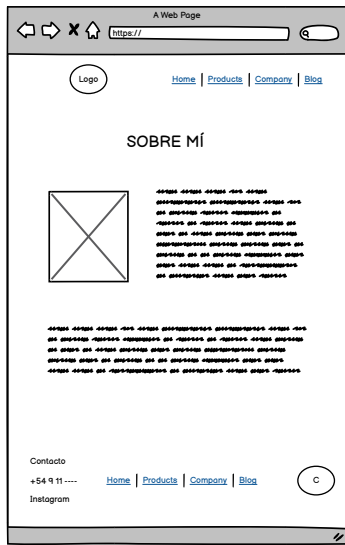 A Web Page
https://
Logo
Home | Products | Company | Blog
SOBRE MÍ
Contacto
+54 9 11 ----
Home | Products | Company | Blog
C
Instagram